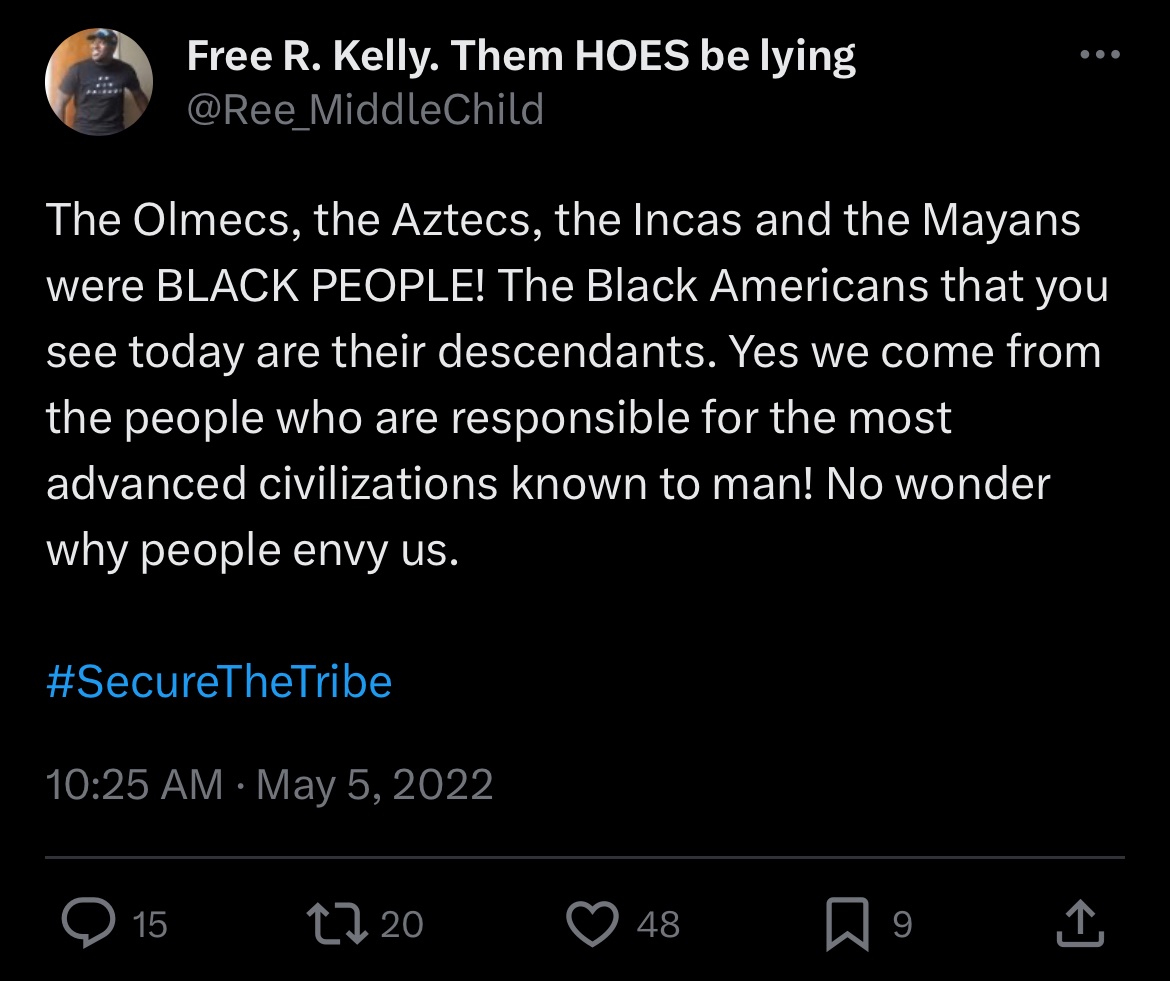 Free R. Kelly. Them HOES be lying
@Ree_MiddleChild
The Olmecs, the Aztecs, the Incas and the Mayans
were BLACK PEOPLE! The Black Americans that you
see today are their descendants. Yes we come from
the people who are responsible for the most
advanced civilizations known to man! No wonder
why people envy us.
#SecureTheTribe
10:25 AM · May 5, 2022
15 20 48 9